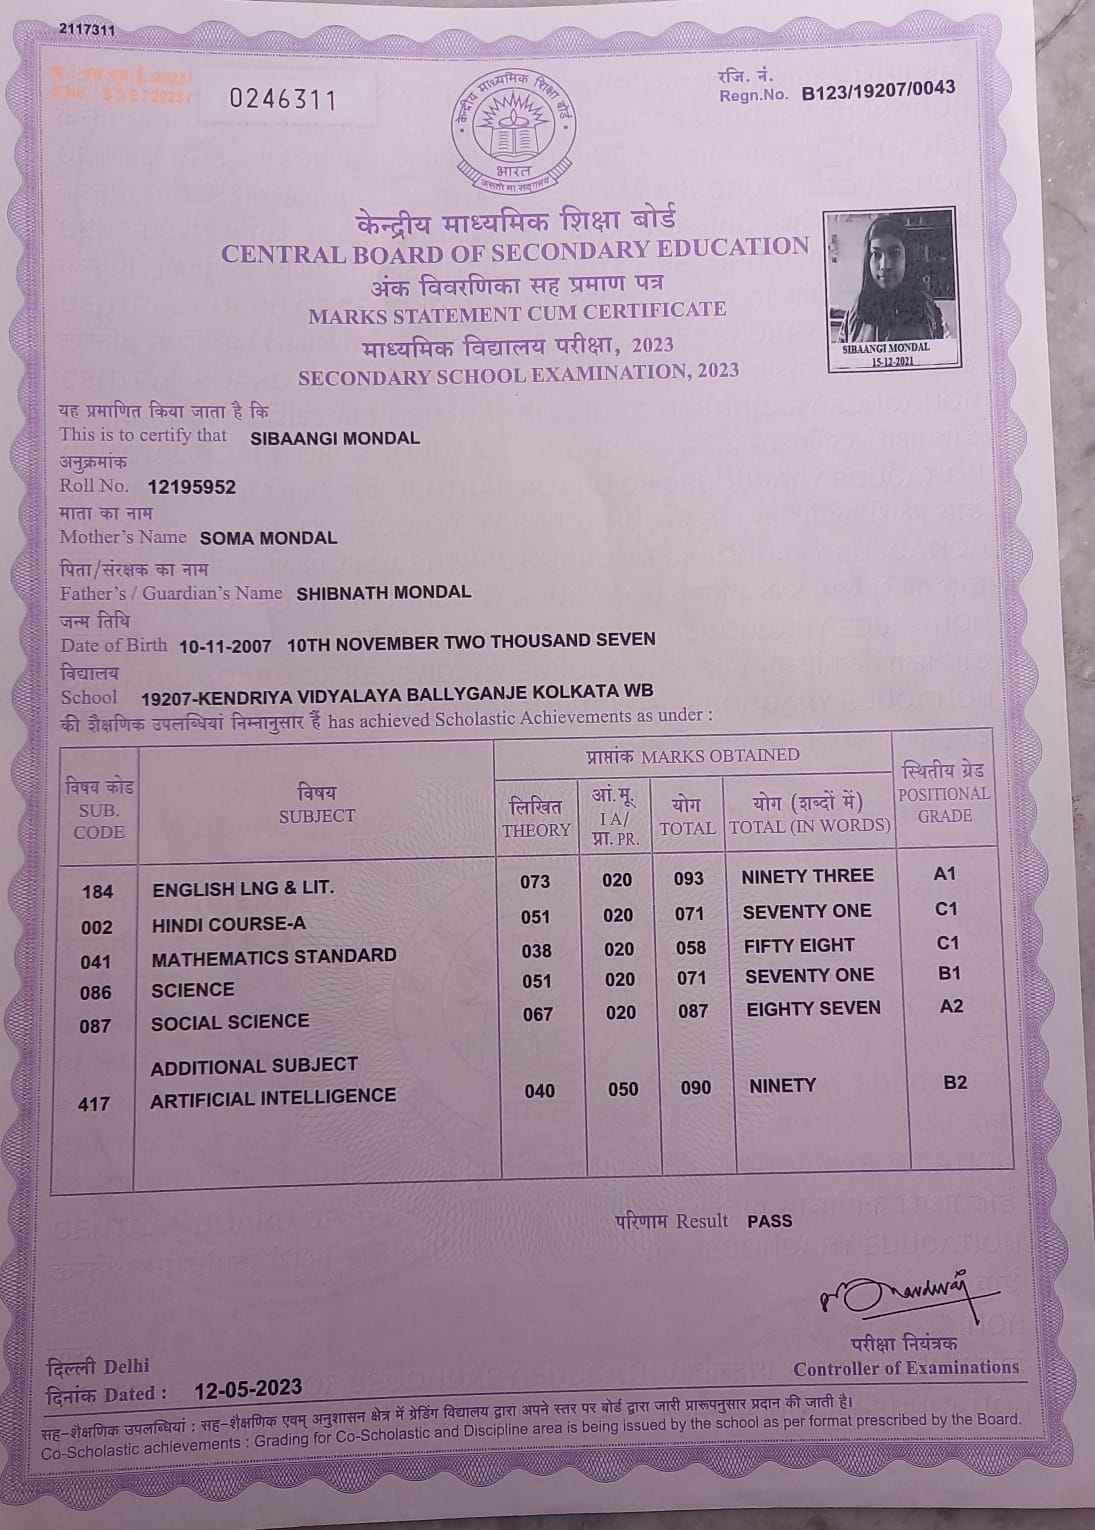 2117311
0246311
रजि. नं.
Regn.No. B123/19207/0043
केन्द्रीय माध्यमिक शिक्षा बोर्ड
भारत
असतो मा सद्गमय
केन्द्रीय माध्यमिक शिक्षा बोर्ड
CENTRAL BOARD OF SECONDARY EDUCATION
अंक विवरणिका सह प्रमाण पत्र
MARKS STATEMENT CUM CERTIFICATE
माध्यमिक विद्यालय परीक्षा, 2023
SECONDARY SCHOOL EXAMINATION, 2023
SIBAANGI MONDAL
15-12-2021
यह प्रमाणित किया जाता है कि
This is to certify that SIBAANGI MONDAL
अनुक्रमांक
Roll No. 12195952
माता का नाम
Mother's Name SOMA MONDAL
पिता/संरक्षक का नाम
Father's / Guardian's Name SHIBNATH MONDAL
जन्म तिथि
Date of Birth 10-11-2007 10TH NOVEMBER TWO THOUSAND SEVEN
विद्यालय
School 19207-KENDRIYA VIDYALAYA BALLYGANJE KOLKATA WB
की शैक्षणिक उपलब्धियां निम्नानुसार हैं has achieved Scholastic Achievements as under :
विषय कोड
SUB.
CODE
विषय
SUBJECT
प्राप्तांक MARKS OBTAINED
लिखित
THEORY
आं.मू.
I A/
प्रा. PR.
योग
TOTAL
योग (शब्दों में)
TOTAL (IN WORDS)
स्थितीय ग्रेड
POSITIONAL
GRADE
184 ENGLISH LNG & LIT. 073 020 093 NINETY THREE A1
002 HINDI COURSE-A 051 020 071 SEVENTY ONE C1
041 MATHEMATICS STANDARD 038 020 058 FIFTY EIGHT C1
086 SCIENCE 051 020 071 SEVENTY ONE B1
087 SOCIAL SCIENCE 067 020 087 EIGHTY SEVEN A2
ADDITIONAL SUBJECT
417 ARTIFICIAL INTELLIGENCE 040 050 090 NINETY B2
परिणाम Result PASS
परीक्षा नियंत्रक
Controller of Examinations
दिल्ली Delhi
दिनांक Dated : 12-05-2023
सह-शैक्षणिक उपलब्धियां : सह-शैक्षणिक एवम् अनुशासन क्षेत्र में ग्रेडिंग विद्यालय द्वारा अपने स्तर पर बोर्ड द्वारा जारी प्रारूपनुसार प्रदान की जाती है।
Co-Scholastic achievements : Grading for Co-Scholastic and Discipline area is being issued by the school as per format prescribed by the Board.